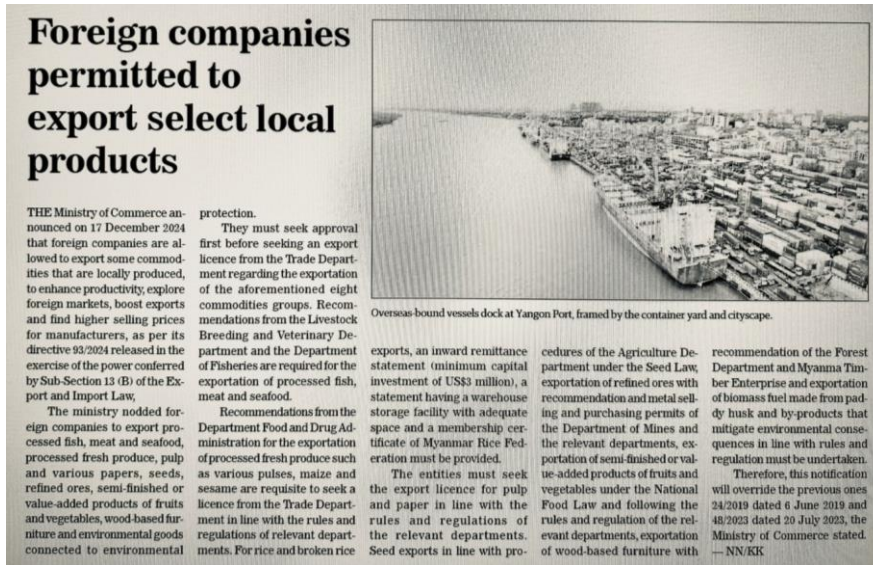 Foreign companies
permitted to
export select local
products
THE Ministry of Commerce an-
nounced on 17 December 2024
that foreign companies are al-
lowed to export some commod-
ities that are locally produced,
to enhance productivity, explore
foreign markets, boost exports
and find higher selling prices
for manufacturers, as per its
directive 93/2024 released in the
exercise of the power conferred
by Sub-Section 13 (B) of the Ex-
port and Import Law,
The ministry nodded for-
eign companies to export pro-
cessed fish, meat and seafood,
processed fresh produce, pulp
and various papers, seeds,
refined ores, semi-finished or
value-added products of fruits
and vegetables, wood-based fur-
niture and environmental goods
connected to environmental
protection.
They must seek approval
first before seeking an export
licence from the Trade Depart-
ment regarding the exportation
of the aforementioned eight
commodities groups. Recom-
mendations from the Livestock
Breeding and Veterinary De-
partment and the Department
of Fisheries are required for the
exportation of processed fish,
meat and seafood.
Recommendations from the
Department Food and Drug Ad-
ministration for the exportation
of processed fresh produce such
as various pulses, maize and
sesame are requisite to seek a
licence from the Trade Depart-
ment in line with the rules and
regulations of relevant depart-
ments. For rice and broken rice
Overseas-bound vessels dock at Yangon Port, framed by the container yard and cityscape.
exports, an inward remittance
statement (minimum capital
investment of US$3 million), a
statement having a warehouse
storage facility with adequate
space and a membership cer-
tificate of Myanmar Rice Fed-
eration must be provided.
The entities must seek
the export licence for pulp
and paper in line with the
rules and regulations of
the relevant departments.
Seed exports in line with pro-
cedures of the Agriculture De-
partment under the Seed Law,
exportation of refined ores with
recommendation and metal sell-
ing and purchasing permits of
the Department of Mines and
the relevant departments, ex-
portation of semi-finished or val-
ue-added products of fruits and
vegetables under the National
Food Law and following the
rules and regulation of the rel-
evant departments, exportation
of wood-based furniture with
recommendation of the Forest
Department and Myanma Tim-
ber Enterprise and exportation
of biomass fuel made from pad-
dy husk and by-products that
mitigate environmental conse-
quences in line with rules and
regulation must be undertaken.
Therefore, this notification
will override the previous ones
24/2019 dated 6 June 2019 and
48/2023 dated 20 July 2023, the
Ministry of Commerce stated.
— NN/KK